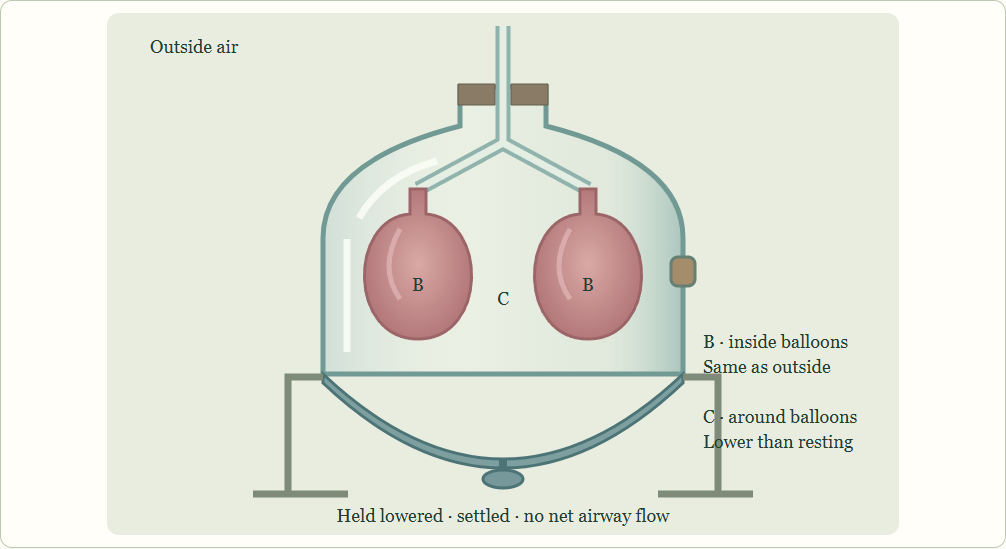 Outside air
B
B
C
B · inside balloons
Same as outside
C · around balloons
Lower than resting
Held lowered · settled · no net airway flow